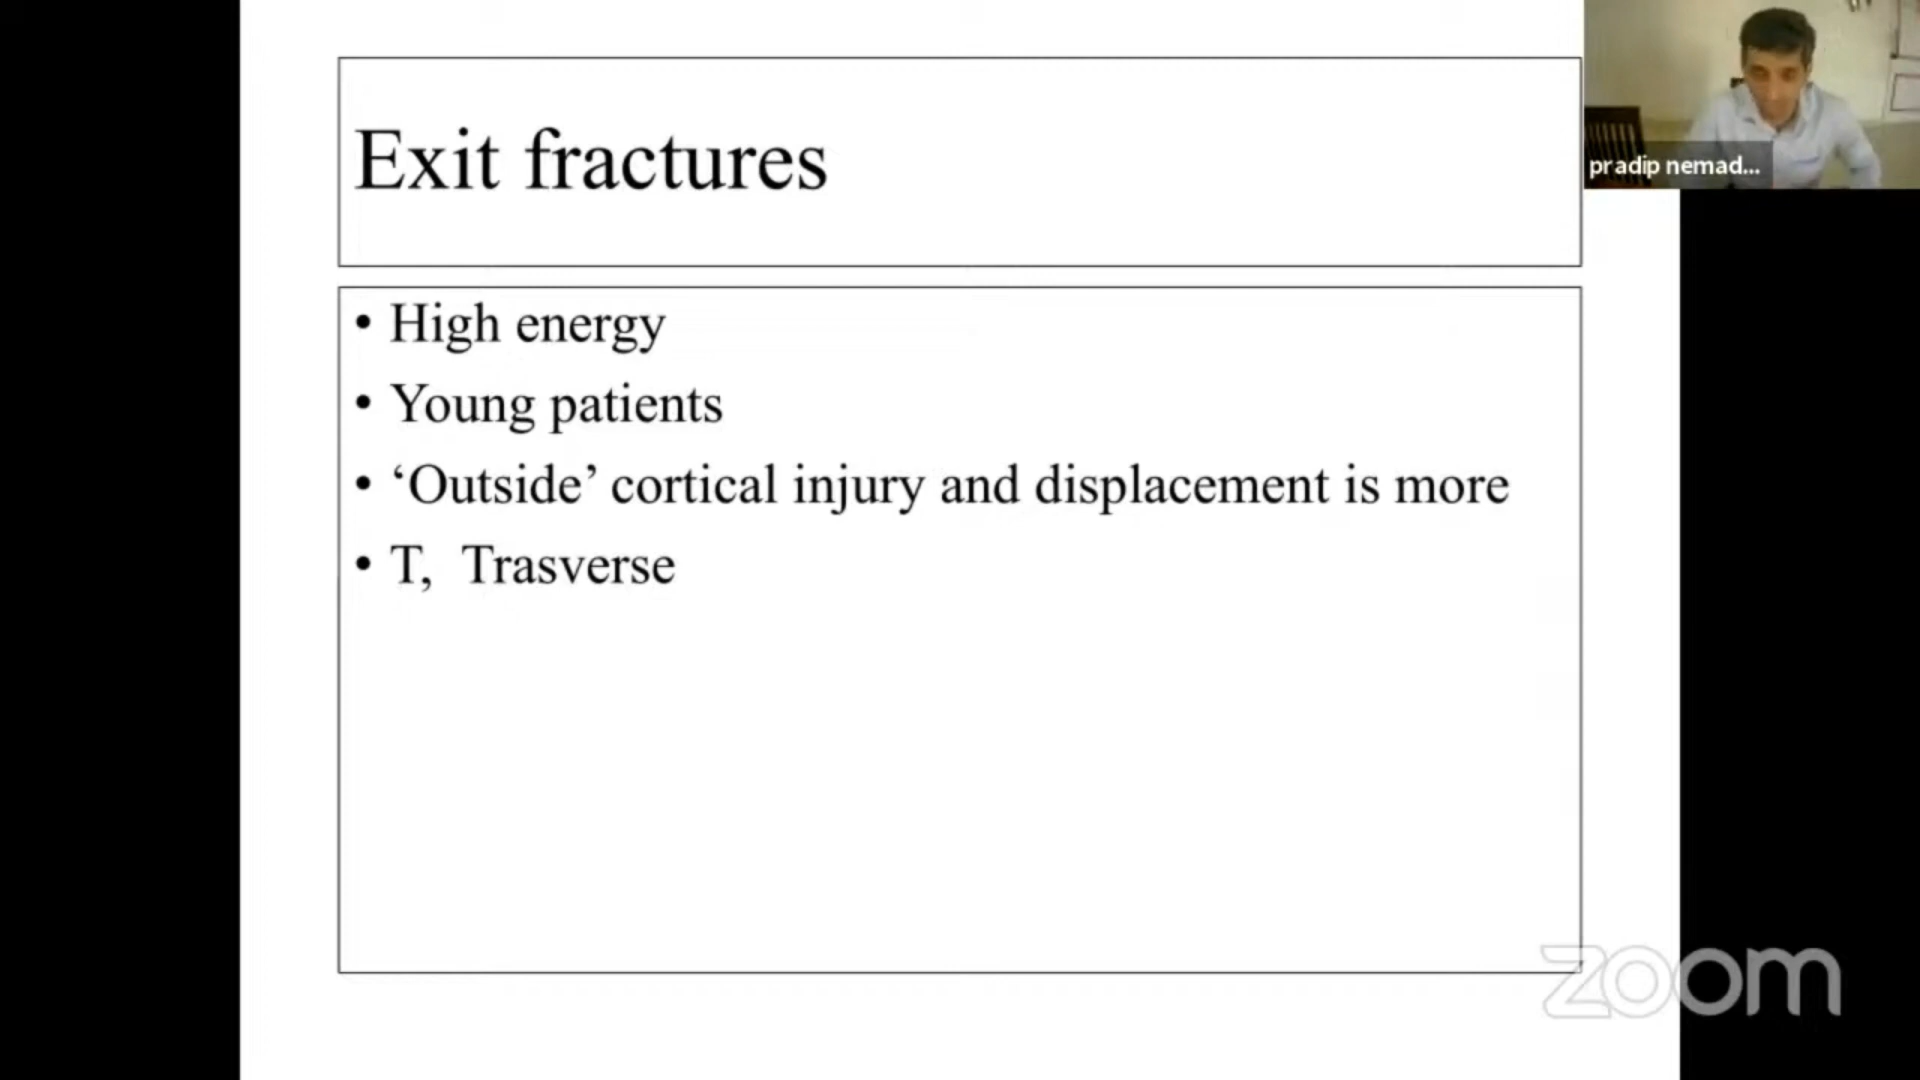 Exit fractures
• High energy
• Young patients
• ‘Outside’ cortical injury and displacement is more
• T, Trasverse
pradip nemad...
zoom